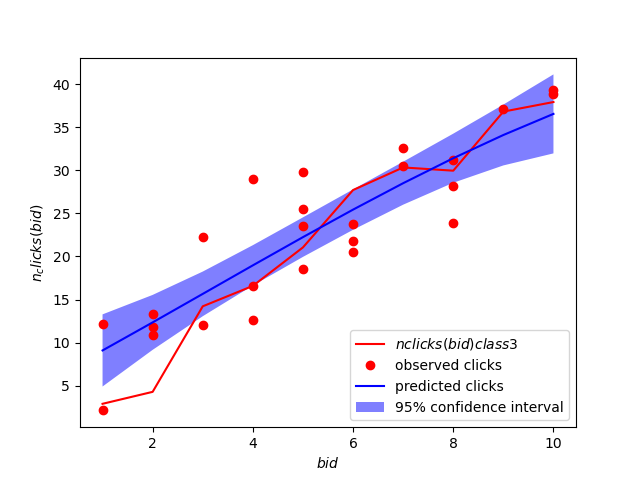 n_clicks(bid)
40
35
30
25
20
15
10
5
2
4
6
8
10
bid
nclicks(bid)class3
observed clicks
predicted clicks
95% confidence interval